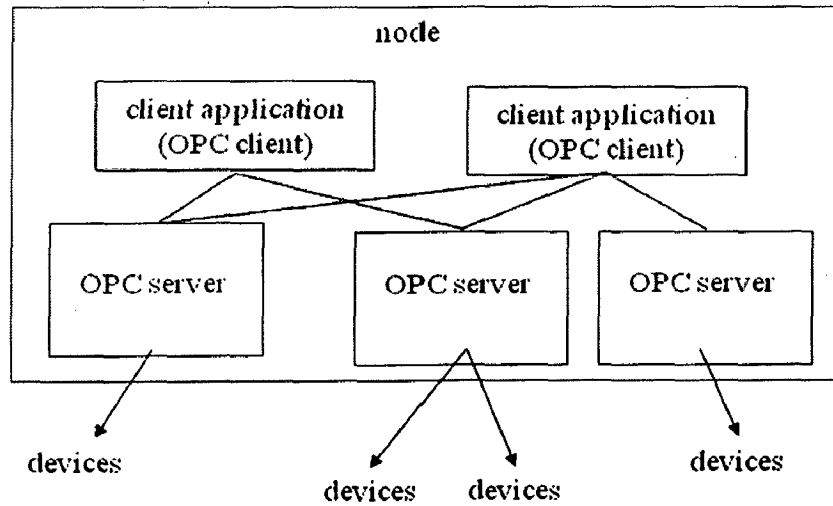 node
client application
(OPC client)
client application
(OPC client)
OPC server
OPC server
OPC server
devices
devices
devices
devices